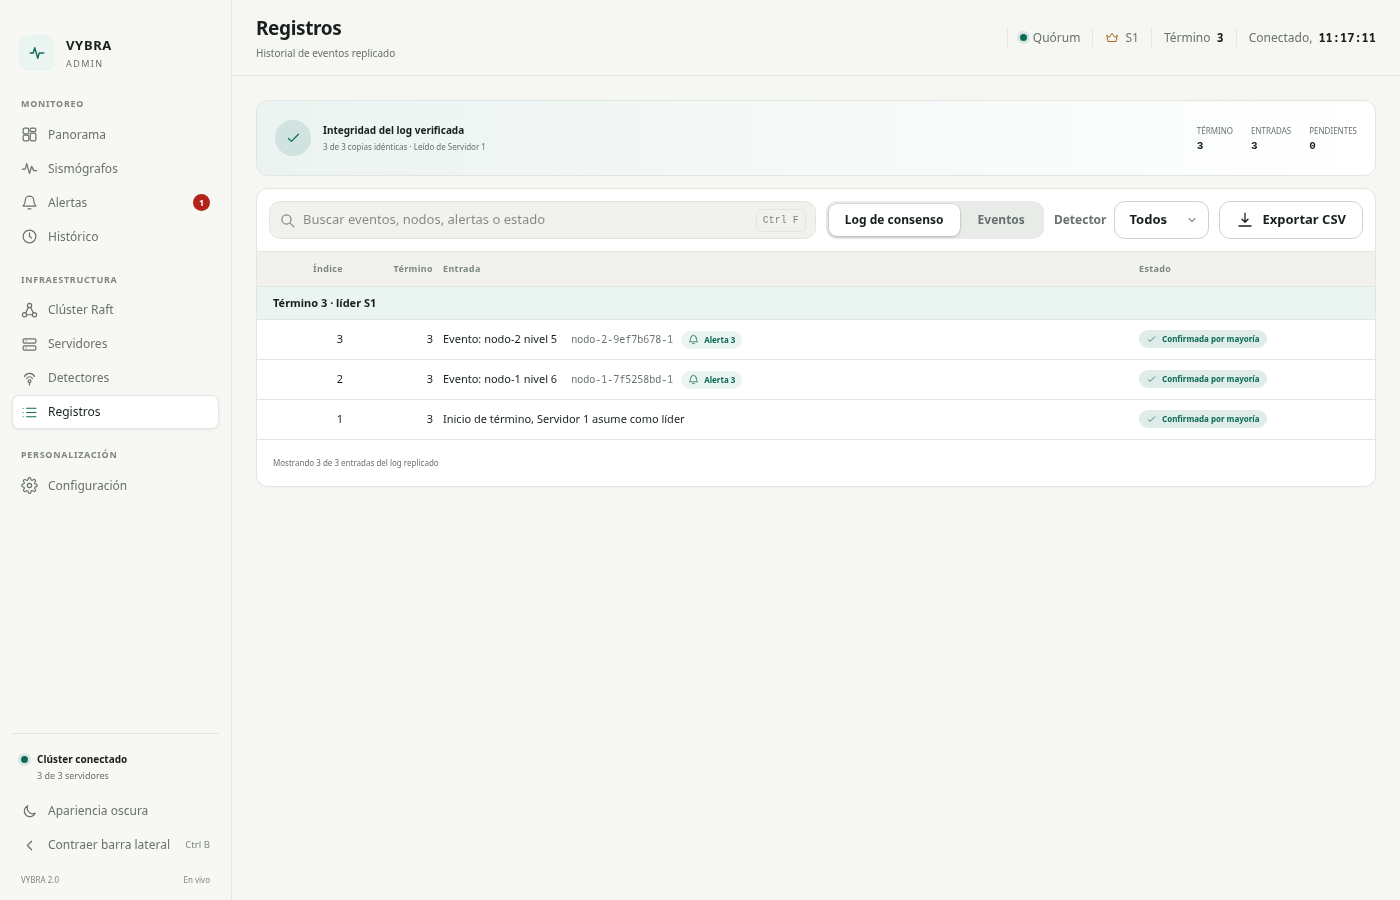 VYBRA
ADMIN
MONITOREO
Panorama
Sismógrafos
Alertas 1
Histórico
INFRAESTRUCTURA
Clúster Raft
Servidores
Detectores
Registros
PERSONALIZACIÓN
Configuración
Clúster conectado
3 de 3 servidores
Apariencia oscura
Contraer barra lateral Ctrl B
VYBRA 2.0 En vivo
Registros
Historial de eventos replicado
Quórum S1 Término 3 Conectado, 11:17:11
Integridad del log verificada
3 de 3 copias idénticas · Leído de Servidor 1
TÉRMINO ENTRADAS PENDIENTES
3 3 0
Buscar eventos, nodos, alertas o estado Ctrl F Log de consenso Eventos Detector Todos Exportar CSV
Índice Término Entrada Estado
Término 3 · líder S1
3 3 Evento: nodo-2 nivel 5 nodo-2-9ef7b678-1 Alerta 3 Confirmada por mayoría
2 3 Evento: nodo-1 nivel 6 nodo-1-7f5258bd-1 Alerta 3 Confirmada por mayoría
1 3 Inicio de término, Servidor 1 asume como líder Confirmada por mayoría
Mostrando 3 de 3 entradas del log replicado